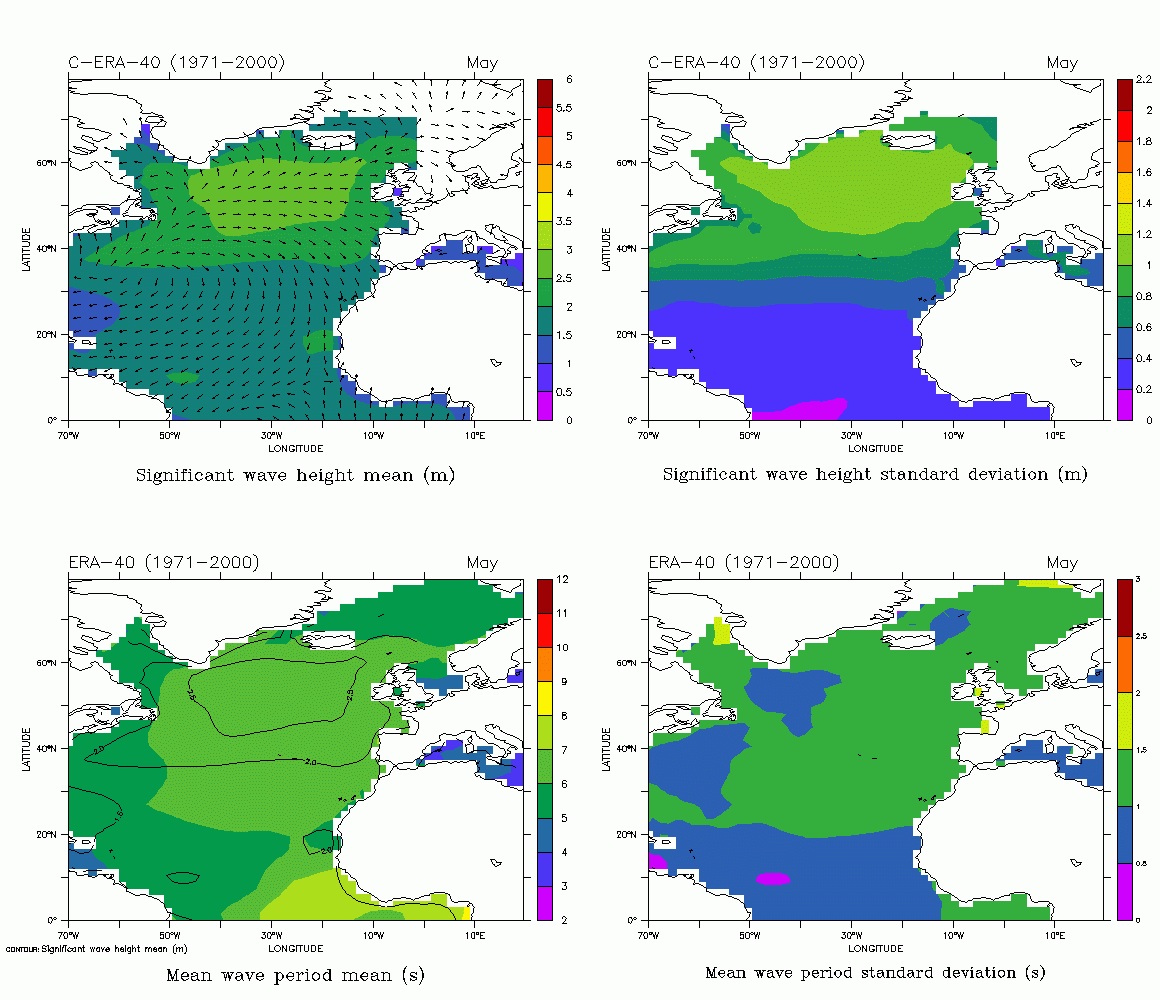 C-ERA-40 (1971-2000) May
6
5.5
5
4.5
4
3.5
3
2.5
2
1.5
1
0.5
0
LATITUDE
60°N
40°N
20°N
0°
70°W 50°W 30°W 10°W 10°E
LONGITUDE
Significant wave height mean (m)
C-ERA-40 (1971-2000) May
2.2
2
1.8
1.6
1.4
1.2
1
0.8
0.6
0.4
0.2
0
LATITUDE
60°N
40°N
20°N
0°
70°W 50°W 30°W 10°W 10°E
LONGITUDE
Significant wave height standard deviation (m)
ERA-40 (1971-2000) May
12
11
10
9
8
7
6
5
4
3
2
LATITUDE
60°N
40°N
20°N
0°
2.5
2.5
2.0
2.0
1.5
2.0
70°W 50°W 30°W 10°W 10°E
LONGITUDE
CONTOUR: Significant wave height mean (m)
Mean wave period mean (s)
ERA-40 (1971-2000) May
3
2.5
2
1.5
1
0.5
0
LATITUDE
60°N
40°N
20°N
0°
70°W 50°W 30°W 10°W 10°E
LONGITUDE
Mean wave period standard deviation (s)